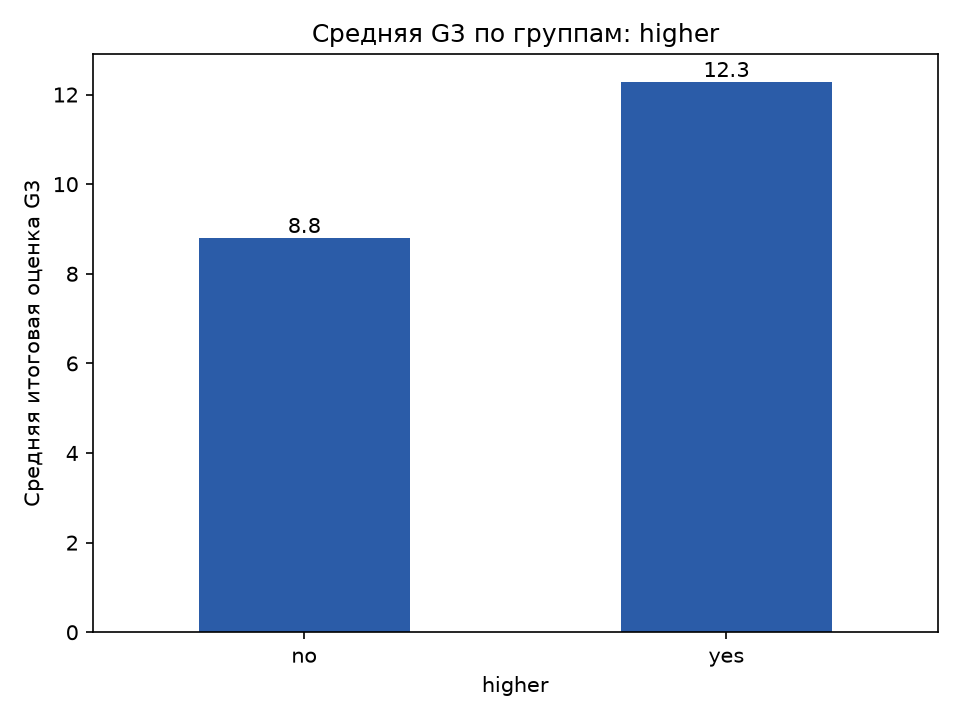 Средняя G3 по группам: higher
Средняя итоговая оценка G3
12
10
8
6
4
2
0
8.8
12.3
no
yes
higher